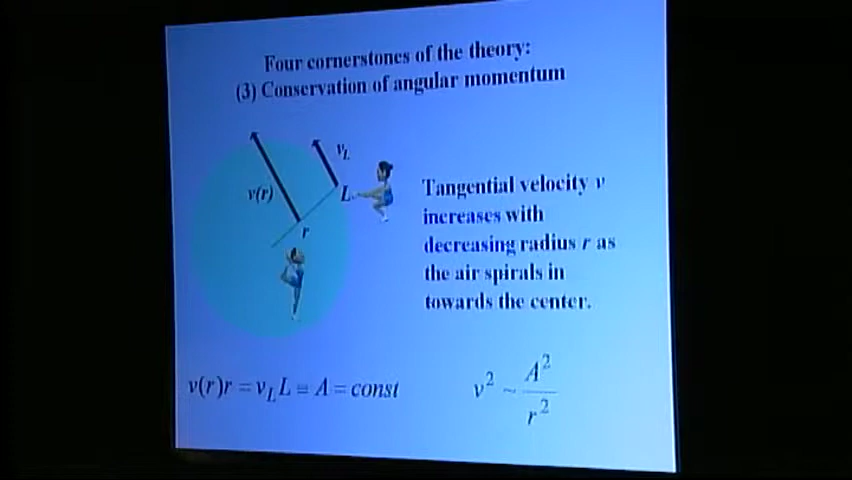 Four cornerstones of the theory:
(3) Conservation of angular momentum
v_L
v(r)
L
r
Tangential velocity v
increases with
decreasing radius r as
the air spirals in
towards the center.
v(r)r = v_L L ≡ A = const
v² ~ A²/r²